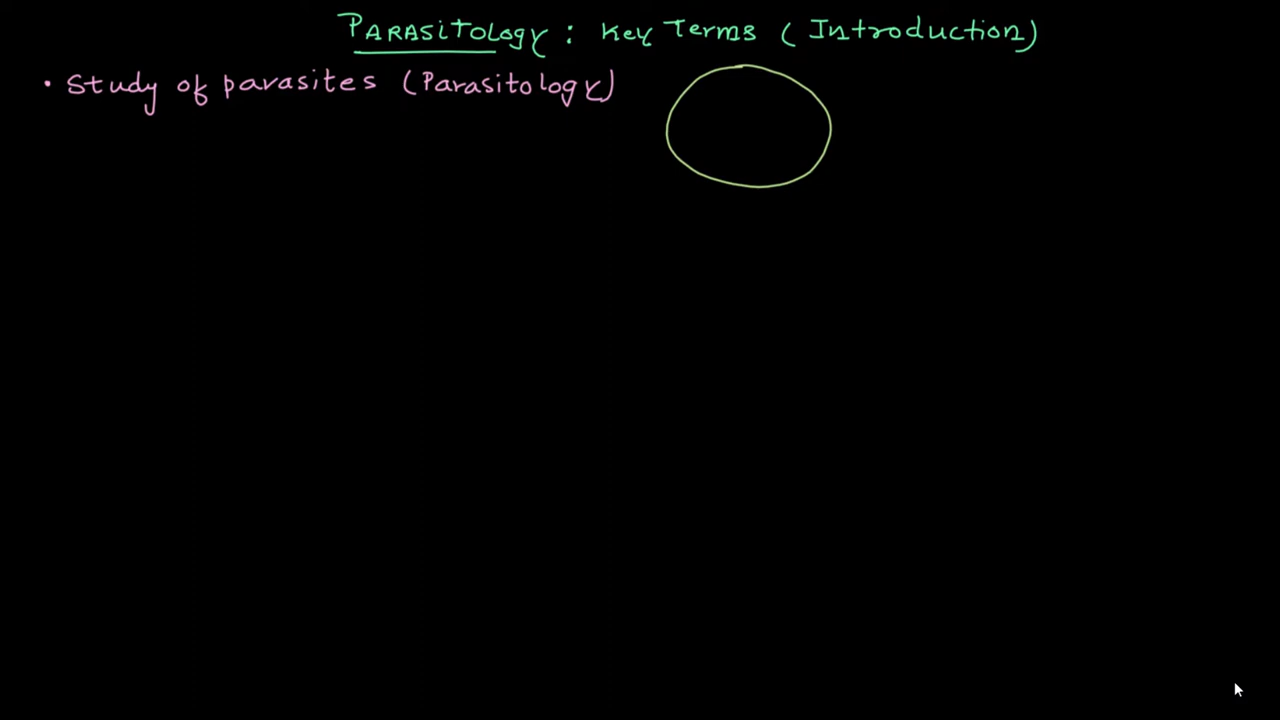 PARASITOLOGY : Key Terms ( Introduction )
• Study of parasites (Parasitology)